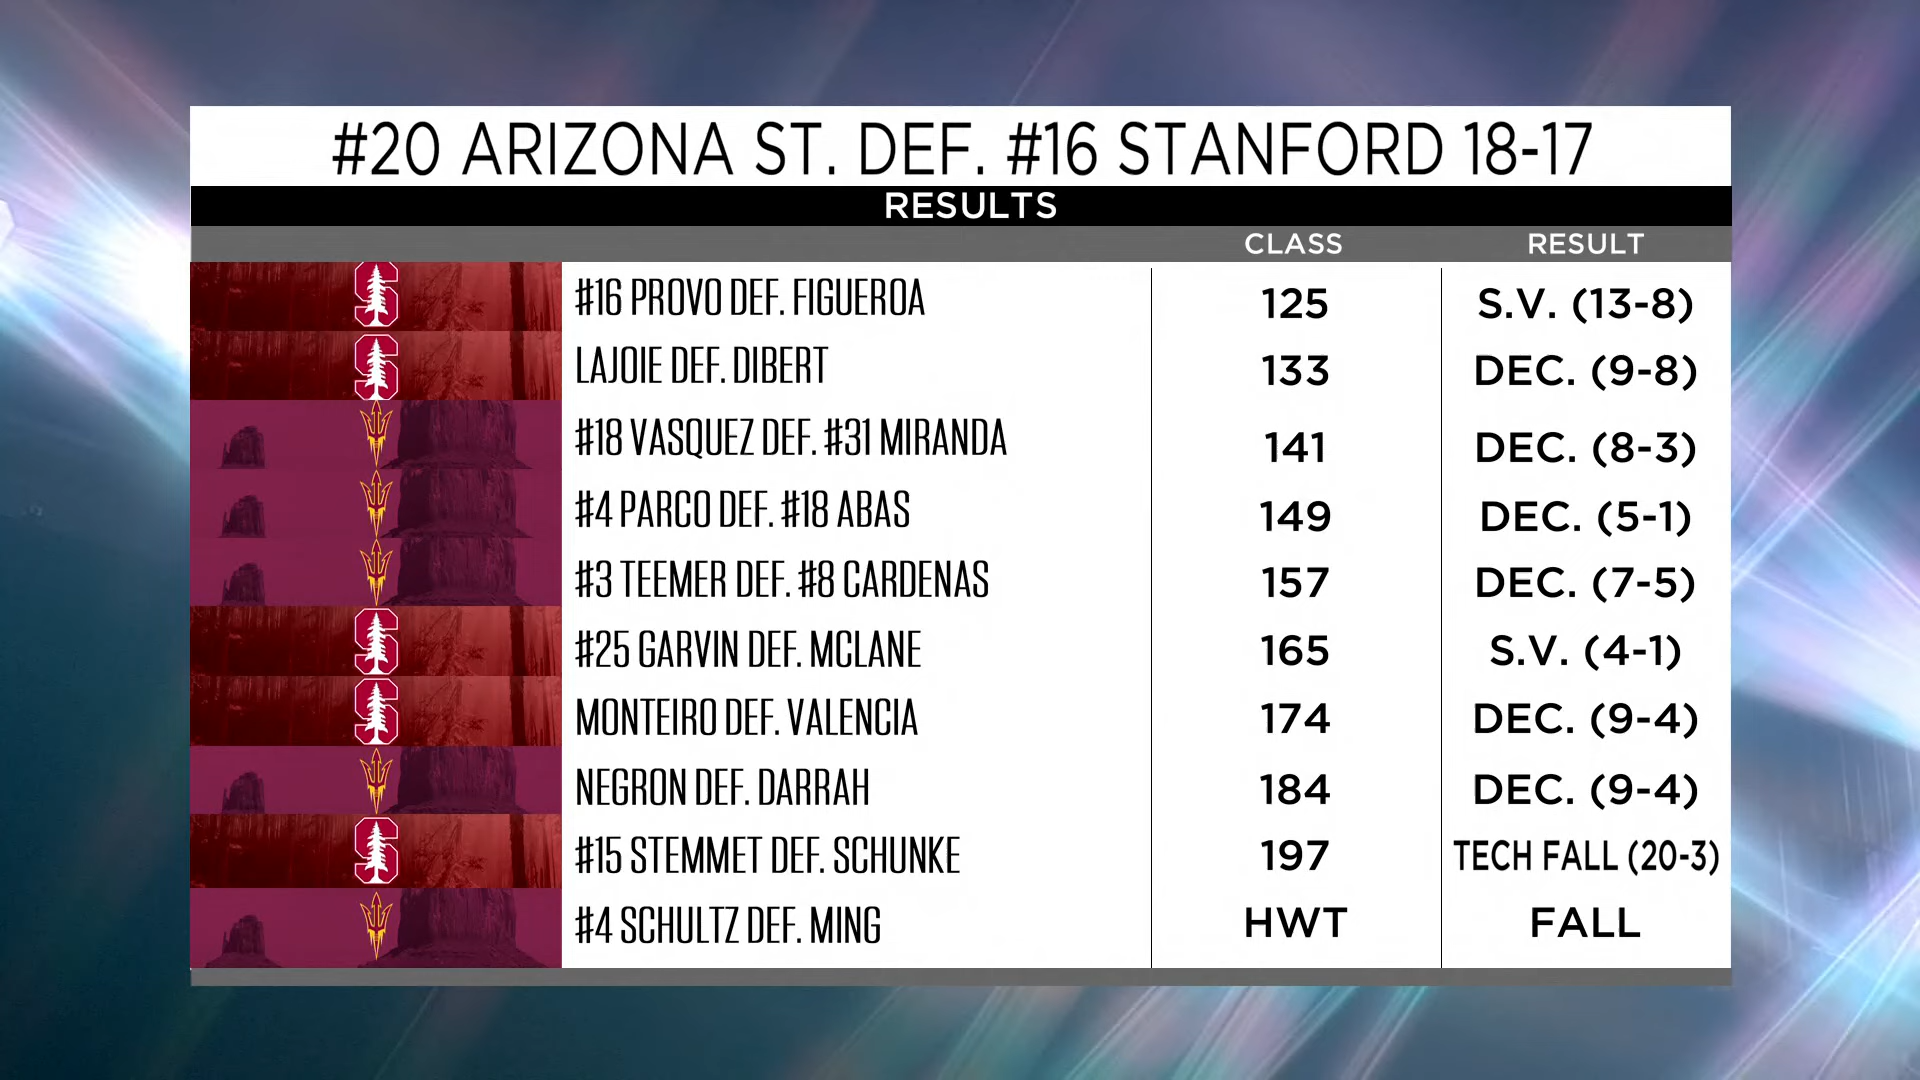 #20 ARIZONA ST. DEF. #16 STANFORD 18-17
RESULTS
CLASS RESULT
#16 PROVO DEF. FIGUEROA 125 S.V. (13-8)
LAJOIE DEF. DIBERT 133 DEC. (9-8)
#18 VASQUEZ DEF. #31 MIRANDA 141 DEC. (8-3)
#4 PARCO DEF. #18 ABAS 149 DEC. (5-1)
#3 TEEMER DEF. #8 CARDENAS 157 DEC. (7-5)
#25 GARVIN DEF. MCLANE 165 S.V. (4-1)
MONTEIRO DEF. VALENCIA 174 DEC. (9-4)
NEGRON DEF. DARRAH 184 DEC. (9-4)
#15 STEMMET DEF. SCHUNKE 197 TECH FALL (20-3)
#4 SCHULTZ DEF. MING HWT FALL